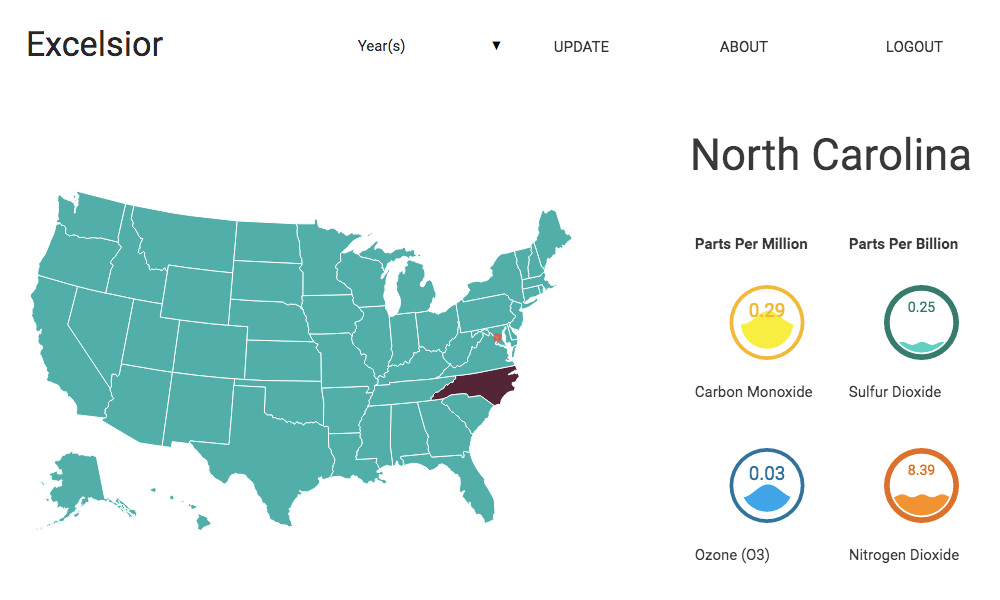 Excelsior
Year(s) ▼
UPDATE
ABOUT
LOGOUT
North Carolina
Parts Per Million
Parts Per Billion
0.29
0.25
Carbon Monoxide
Sulfur Dioxide
0.03
8.39
Ozone (O3)
Nitrogen Dioxide